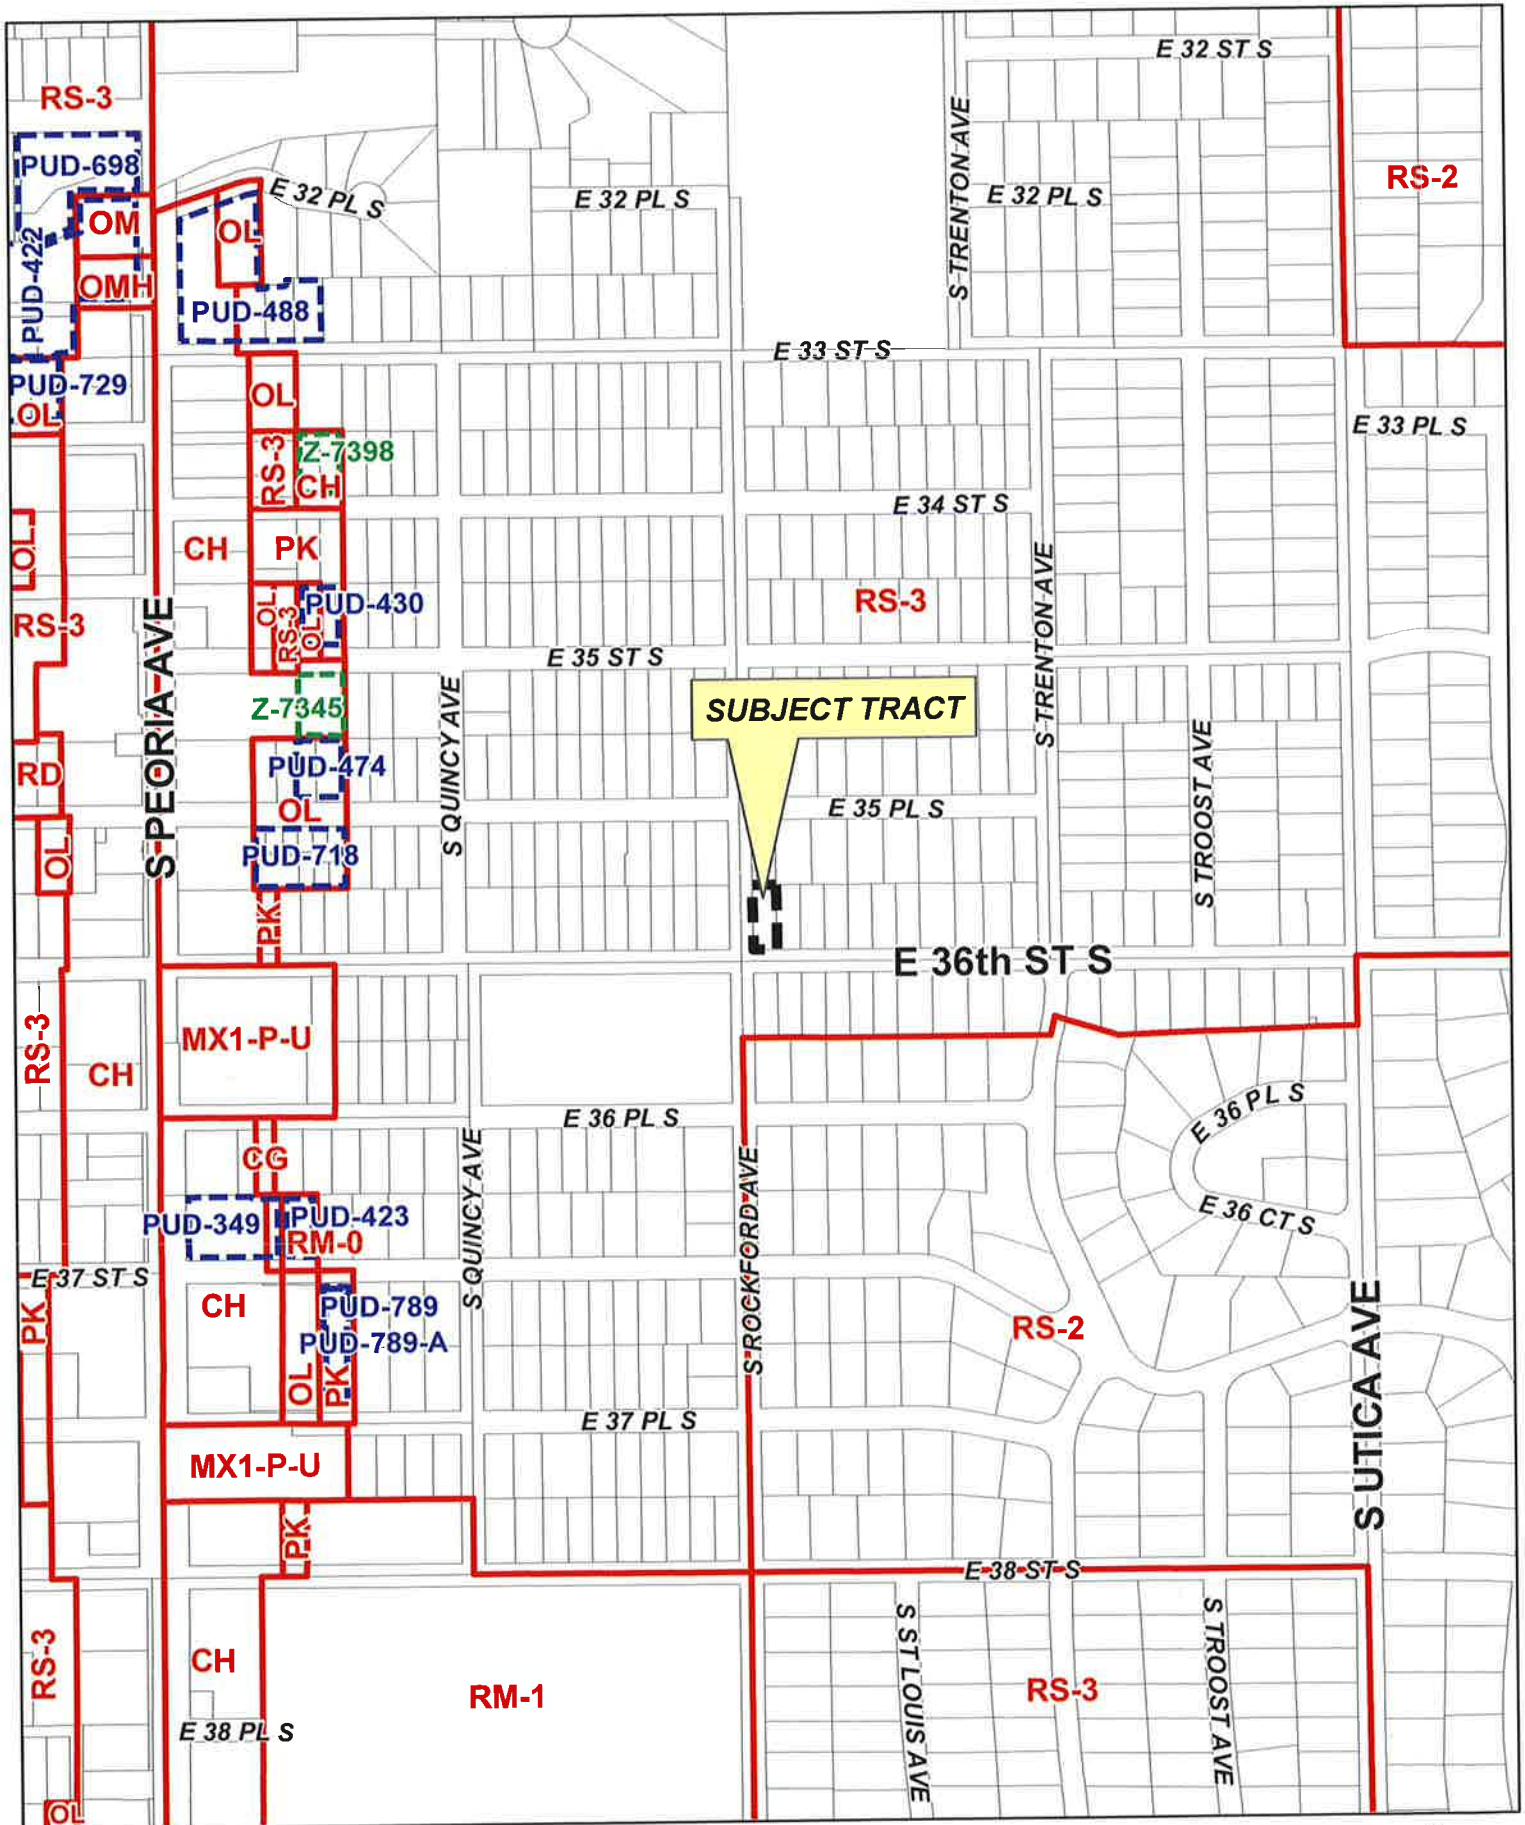 E 32 ST S
RS-3
PUD-698
S TRENTON AVE
RS-2
E 32 PL S
E 32 PL S
E 32 PL S
OM
OL
PUD-422
OMH
PUD-488
E 33 ST S
PUD-729
OL
OL
E 33 PL S
Z-7398
RS-3
CH
E 34 ST S
OL
CH
PK
S TRENTON AVE
RS-3
OL
RS-3
OL
PUD-430
RS-3
S PEORIA AVE
E 35 ST S
S QUINCY AVE
Z-7345
SUBJECT TRACT
S TROOST AVE
RD
PUD-474
OL
E 35 PL S
OL
PUD-718
PK
E 36th ST S
RS-3
MX1-P-U
CH
E 36 PL S
E 36 PL S
CG
S QUINCY AVE
S ROCKFORD AVE
PUD-349
PUD-423
RM-0
E 36 CT S
E 37 ST S
CH
PUD-789
PUD-789-A
PK
RS-2
S UTICA AVE
OL
PK
E 37 PL S
MX1-P-U
PK
E 38 ST S
RS-3
CH
S ST LOUIS AVE
S TROOST AVE
RM-1
RS-3
E 38 PL S
OL